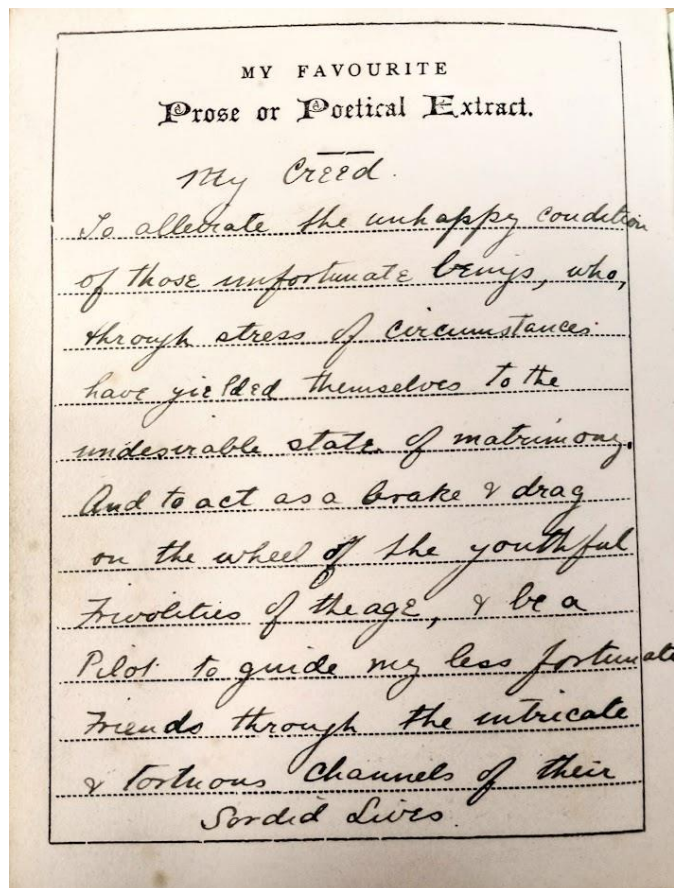 MY FAVOURITE
Prose or Poetical Extract.
My Creed.
To alleviate the unhappy condition
of those unfortunate beings, who,
through stress of circumstances
have yielded themselves to the
undesirable state of matrimony.
And to act as a brake & drag
on the wheel of the youthful
Frivolities of the age, & be a
Pilot to guide my less fortunate
Friends through the intricate
& tortuous channels of their
Sordid Lives.